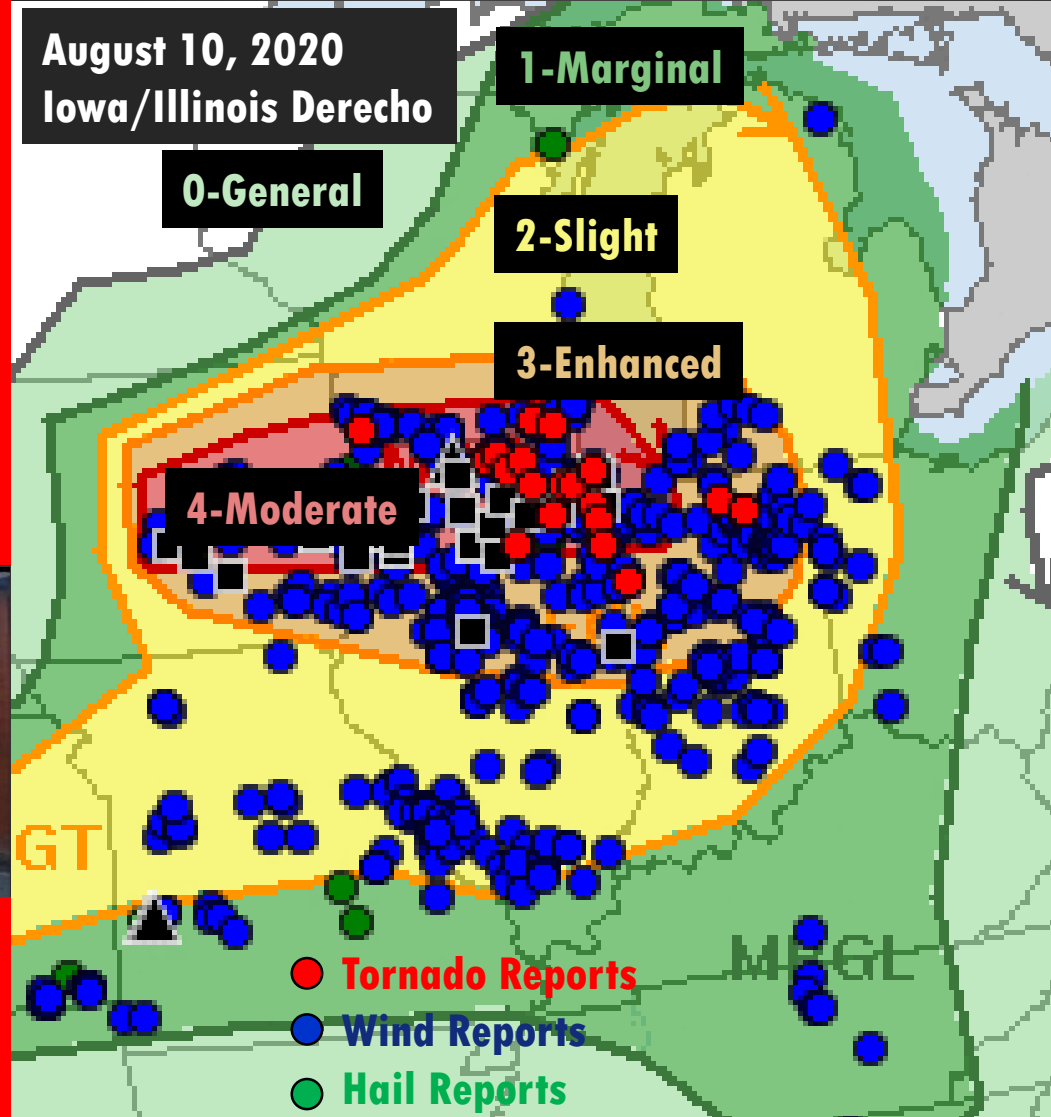 August 10, 2020
Iowa/Illinois Derecho
1-Marginal
0-General
2-Slight
3-Enhanced
4-Moderate
GT
MRGL
Tornado Reports
Wind Reports
Hail Reports